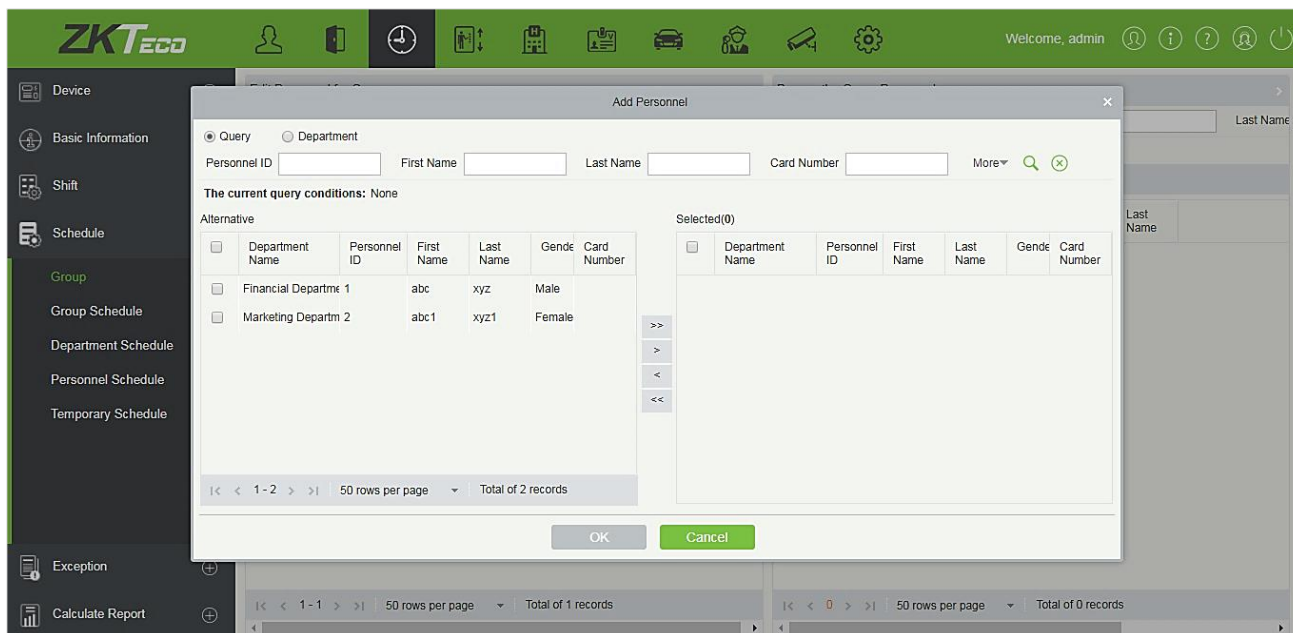 ZKTeco
Welcome, admin
Device
Basic Information
Shift
Schedule
Group
Group Schedule
Department Schedule
Personnel Schedule
Temporary Schedule
Exception
Calculate Report
Add Personnel
Query Department
Personnel ID First Name Last Name Card Number More
The current query conditions: None
Alternative
Department Name Personnel ID First Name Last Name Gende Card Number
Financial Departme 1 abc xyz Male
Marketing Departm 2 abc1 xyz1 Female
|< < 1 - 2 > >| 50 rows per page Total of 2 records
>>
>
<
<<
Selected(0)
Department Name Personnel ID First Name Last Name Gende Card Number
OK Cancel
Last Name
Last Name
|< < 1 - 1 > >| 50 rows per page Total of 1 records
|< < 0 > >| 50 rows per page Total of 0 records